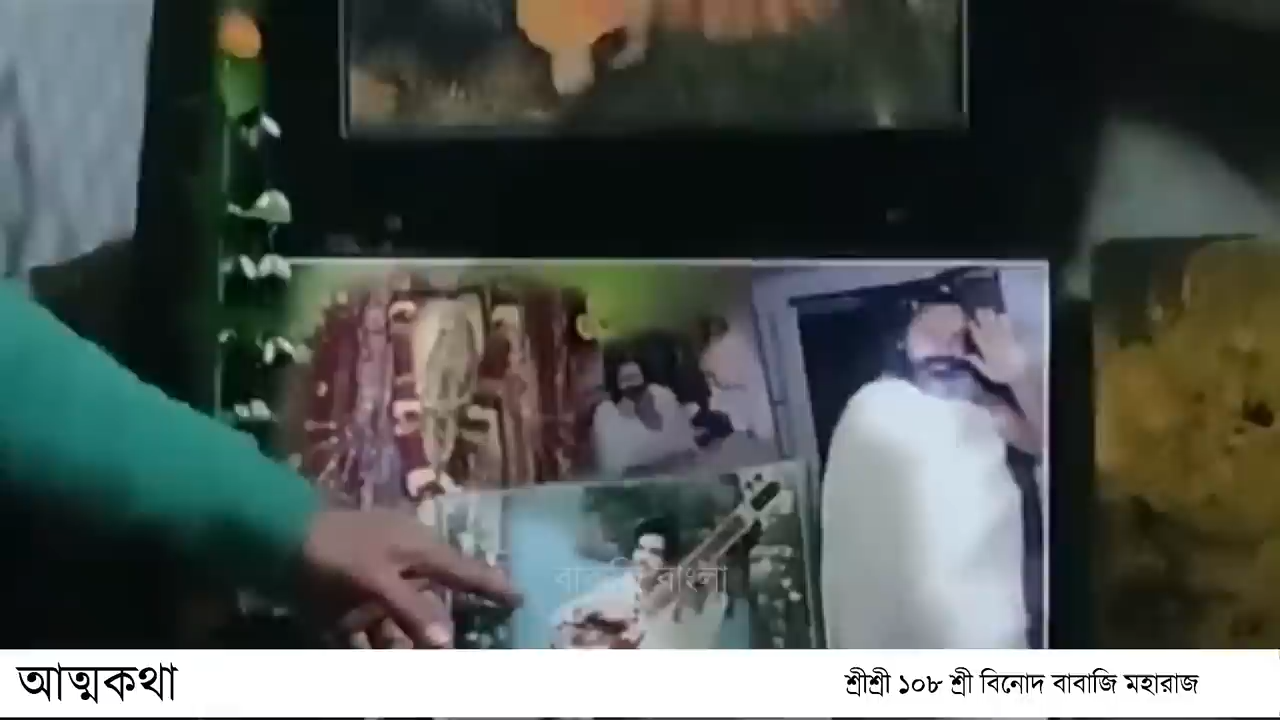 আত্মকথা
শ্রীশ্রী ১০৮ শ্রী বিনোদ বাবাজি মহারাজ
বাংলা